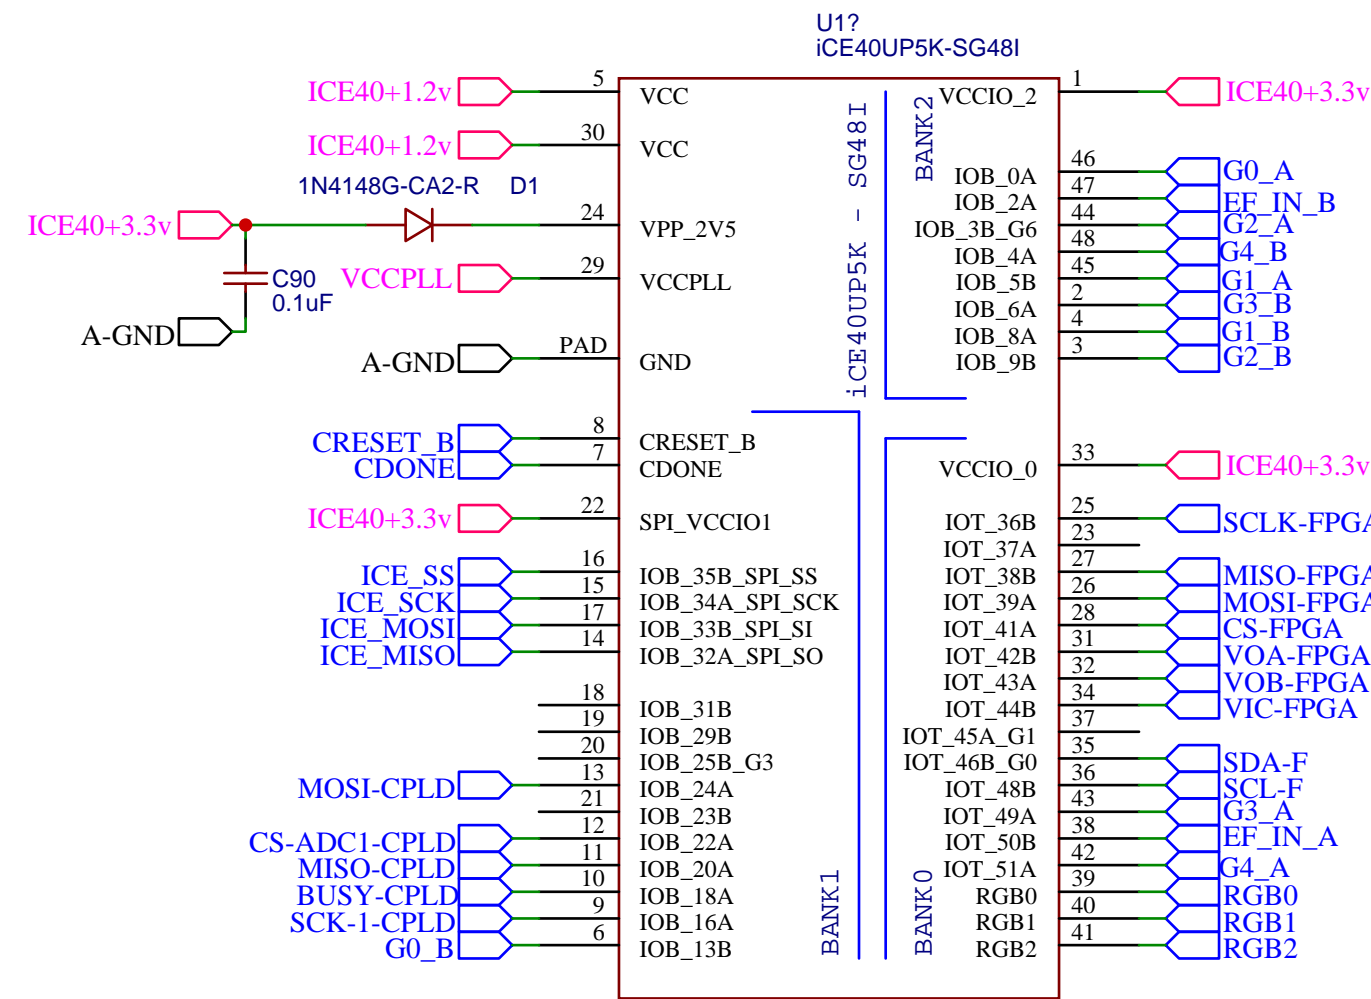 U1?
iCE40UP5K-SG48I
ICE40+1.2v 5 VCC
ICE40+1.2v 30 VCC
1N4148G-CA2-R D1
ICE40+3.3v 24 VPP_2V5
C90
0.1uF
VCCPLL 29 VCCPLL
A-GND
A-GND PAD GND
CRESET_B 8 CRESET_B
CDONE 7 CDONE
ICE40+3.3v 22 SPI_VCCIO1
ICE_SS 16 IOB_35B_SPI_SS
ICE_SCK 15 IOB_34A_SPI_SCK
ICE_MOSI 17 IOB_33B_SPI_SI
ICE_MISO 14 IOB_32A_SPI_SO
18 IOB_31B
19 IOB_29B
20 IOB_25B_G3
MOSI-CPLD 13 IOB_24A
21 IOB_23B
CS-ADC1-CPLD 12 IOB_22A
MISO-CPLD 11 IOB_20A
BUSY-CPLD 10 IOB_18A
SCK-1-CPLD 9 IOB_16A
G0_B 6 IOB_13B
iCE40UP5K - SG48I
BANK2
BANK1
BANK0
VCCIO_2 1 ICE40+3.3v
IOB_0A 46 G0_A
IOB_2A 47 EF_IN_B
IOB_3B_G6 44 G2_A
IOB_4A 48 G4_B
IOB_5B 45 G1_A
IOB_6A 2 G3_B
IOB_8A 4 G1_B
IOB_9B 3 G2_B
VCCIO_0 33 ICE40+3.3v
IOT_36B 25 SCLK-FPGA
IOT_37A 23
IOT_38B 27 MISO-FPGA
IOT_39A 26 MOSI-FPGA
IOT_41A 28 CS-FPGA
IOT_42B 31 VOA-FPGA
IOT_43A 32 VOB-FPGA
IOT_44B 34 VIC-FPGA
IOT_45A_G1 37
IOT_46B_G0 35 SDA-F
IOT_48B 36 SCL-F
IOT_49A 43 G3_A
IOT_50B 38 EF_IN_A
IOT_51A 42 G4_A
RGB0 39 RGB0
RGB1 40 RGB1
RGB2 41 RGB2